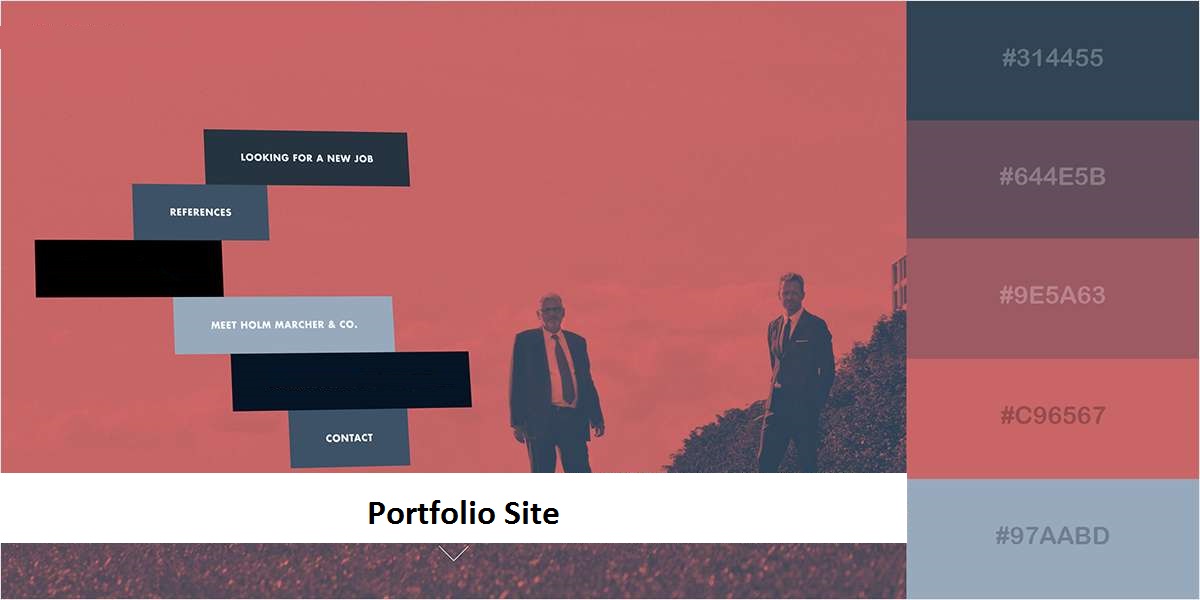 LOOKING FOR A NEW JOB
REFERENCES
MEET HOLM MARCHER & CO.
CONTACT
Portfolio Site
#314455
#644E5B
#9E5A63
#C96567
#97AABD